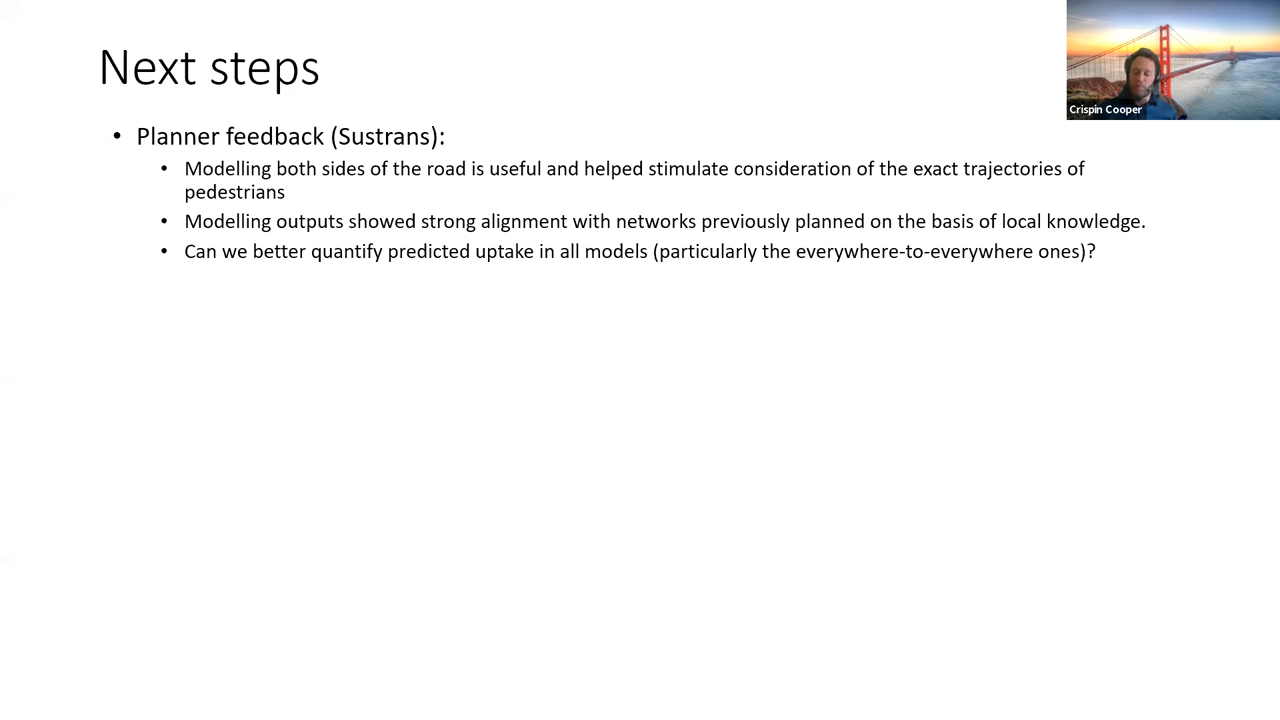 Next steps
Crispin Cooper
• Planner feedback (Sustrans):
• Modelling both sides of the road is useful and helped stimulate consideration of the exact trajectories of
pedestrians
• Modelling outputs showed strong alignment with networks previously planned on the basis of local knowledge.
• Can we better quantify predicted uptake in all models (particularly the everywhere-to-everywhere ones)?